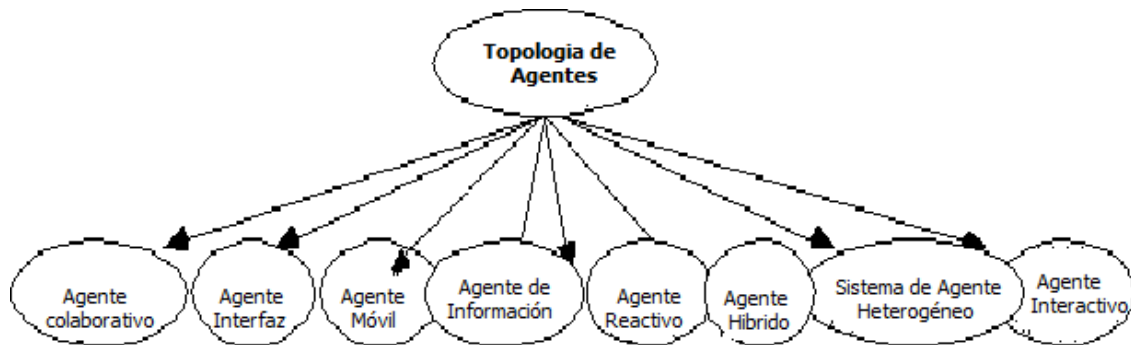 Topologia de
Agentes
Agente
colaborativo
Agente
Interfaz
Agente
Móvil
Agente de
Información
Agente
Reactivo
Agente
Hibrido
Sistema de Agente
Heterogéneo
Agente
Interactivo